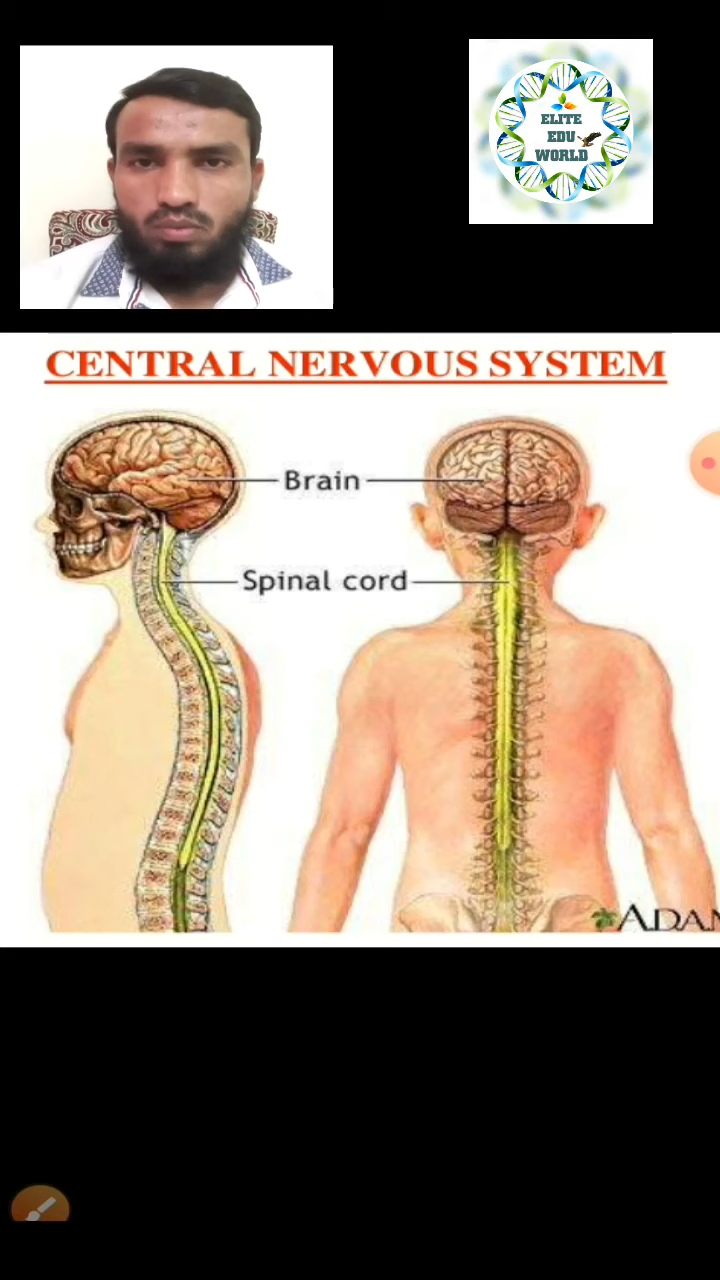 ELITE
EDU
WORLD
CENTRAL NERVOUS SYSTEM
Brain
Spinal cord
ADAM